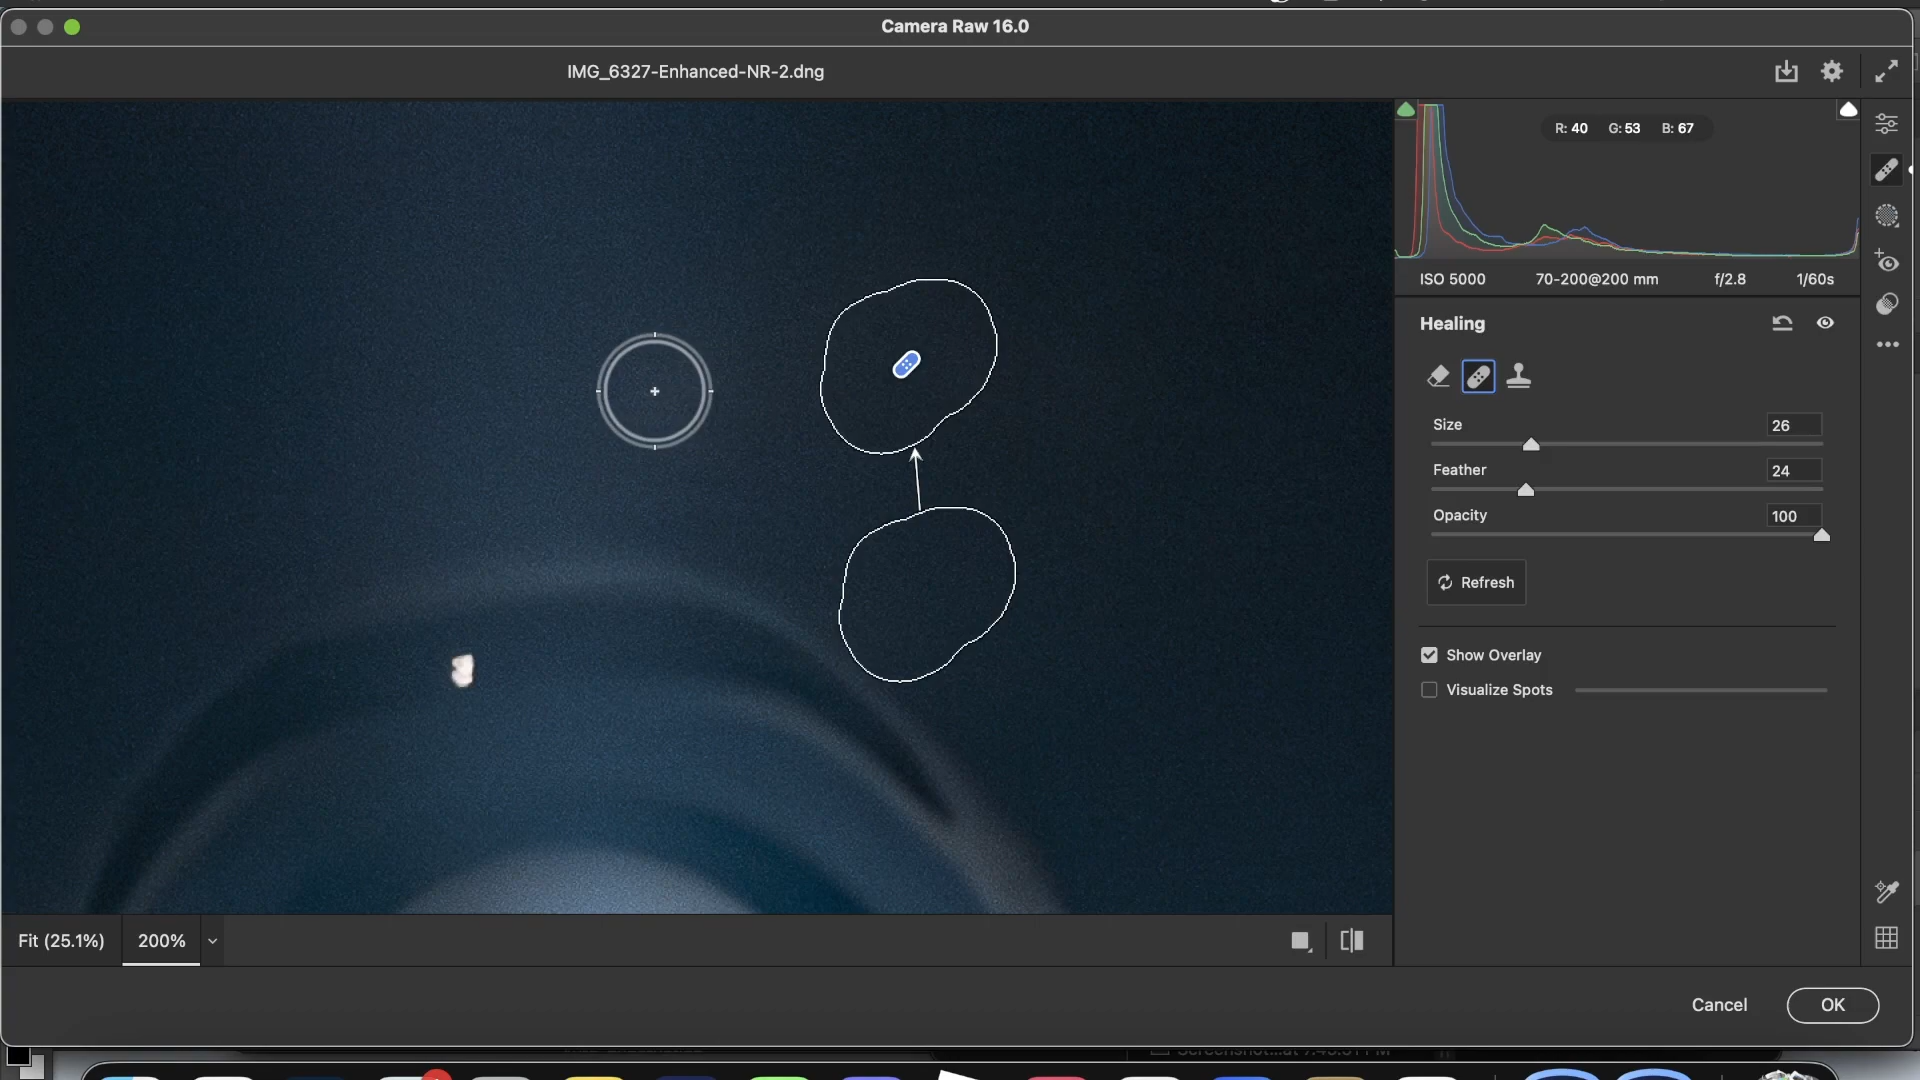 Camera Raw 16.0
IMG_6327-Enhanced-NR-2.dng
R: 40 G: 53 B: 67
ISO 5000 70-200@200 mm f/2.8 1/60s
Healing
Size 26
Feather 24
Opacity 100
Refresh
Show Overlay
Visualize Spots
Fit (25.1%) 200%
Cancel OK